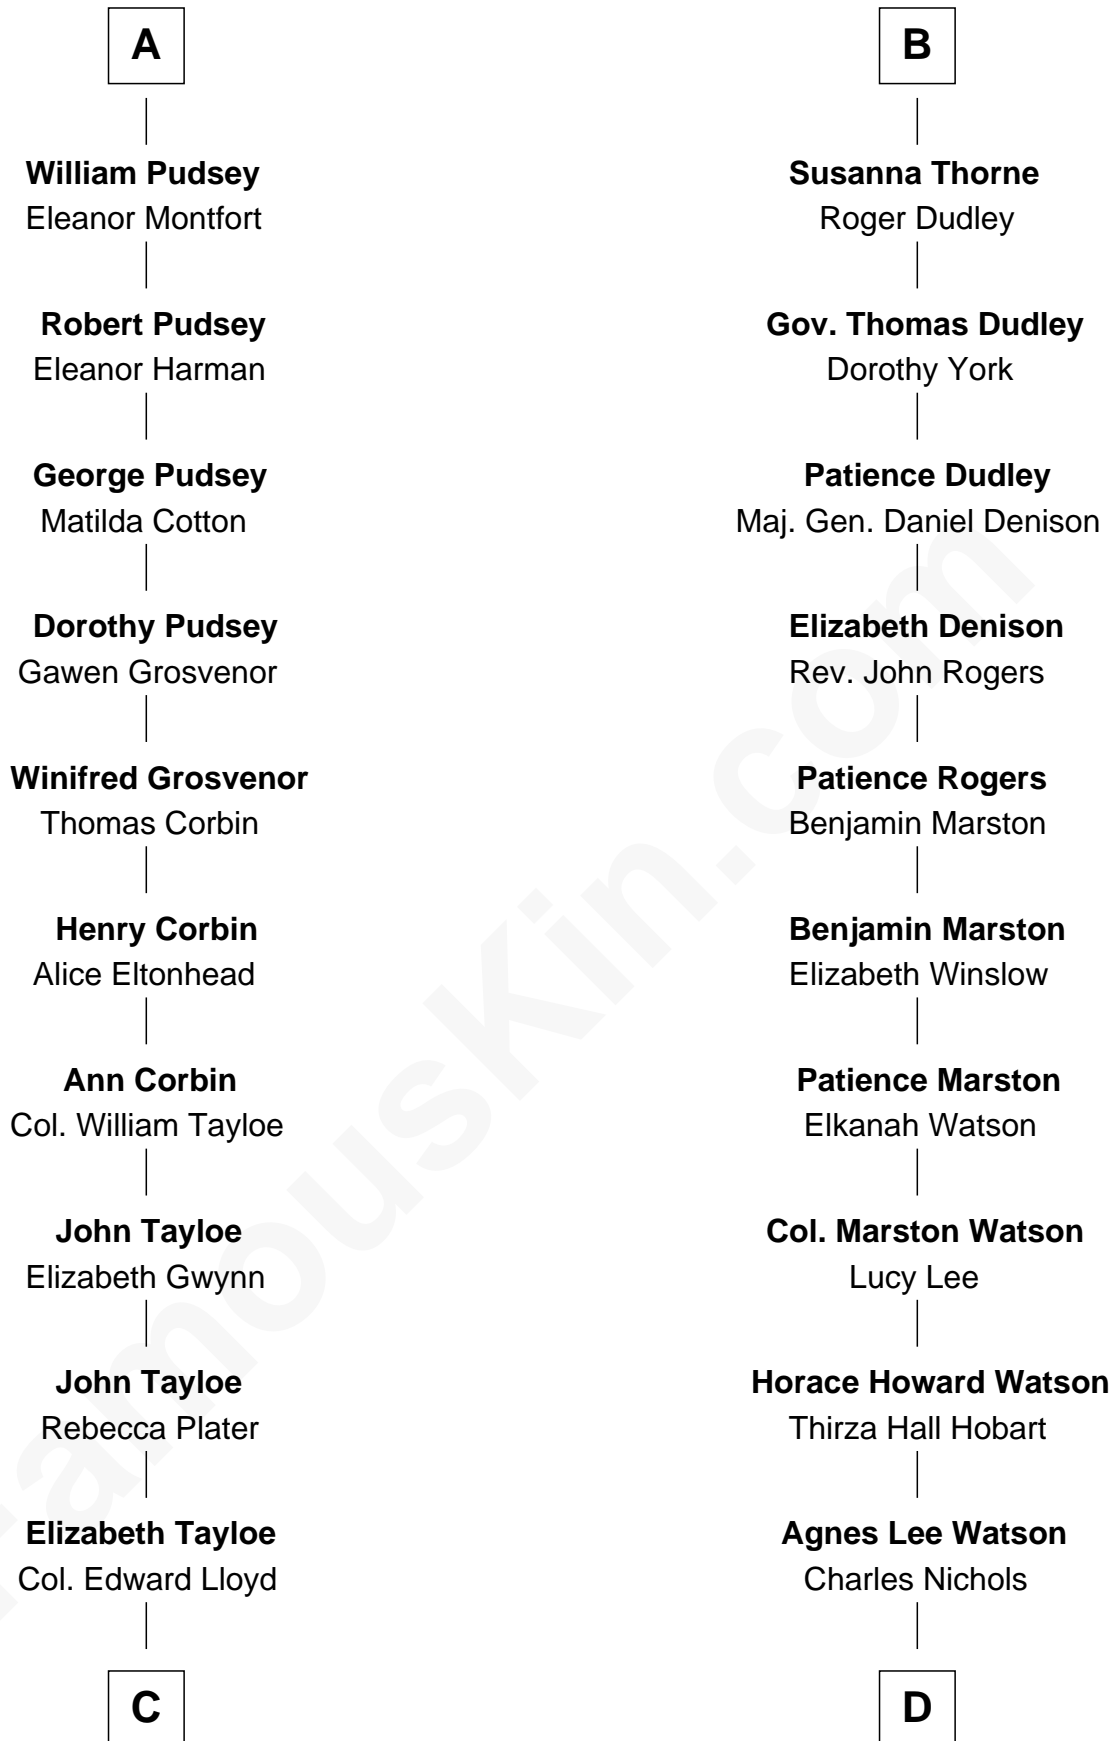 A
William Pudsey
Eleanor Montfort
Robert Pudsey
Eleanor Harman
George Pudsey
Matilda Cotton
Dorothy Pudsey
Gawen Grosvenor
Winifred Grosvenor
Thomas Corbin
Henry Corbin
Alice Eltonhead
Ann Corbin
Col. William Tayloe
John Tayloe
Elizabeth Gwynn
John Tayloe
Rebecca Plater
Elizabeth Tayloe
Col. Edward Lloyd
C
B
Susanna Thorne
Roger Dudley
Gov. Thomas Dudley
Dorothy York
Patience Dudley
Maj. Gen. Daniel Denison
Elizabeth Denison
Rev. John Rogers
Patience Rogers
Benjamin Marston
Benjamin Marston
Elizabeth Winslow
Patience Marston
Elkanah Watson
Col. Marston Watson
Lucy Lee
Horace Howard Watson
Thirza Hall Hobart
Agnes Lee Watson
Charles Nichols
D
FamousKin.com